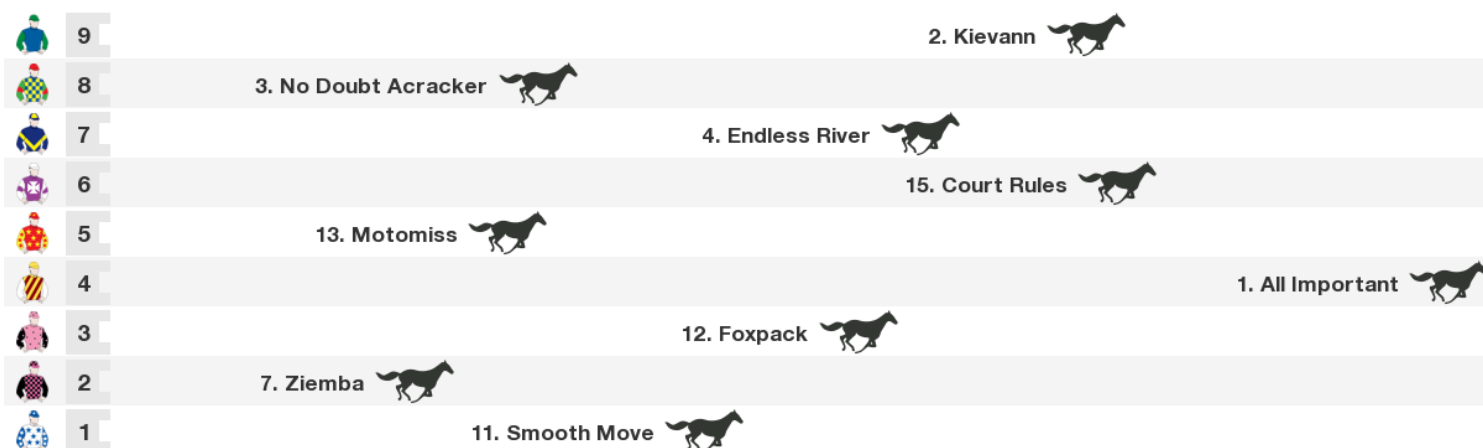 9 2. Kievann
8 3. No Doubt Acracker
7 4. Endless River
6 15. Court Rules
5 13. Motomiss
4 1. All Important
3 12. Foxpack
2 7. Ziemba
1 11. Smooth Move